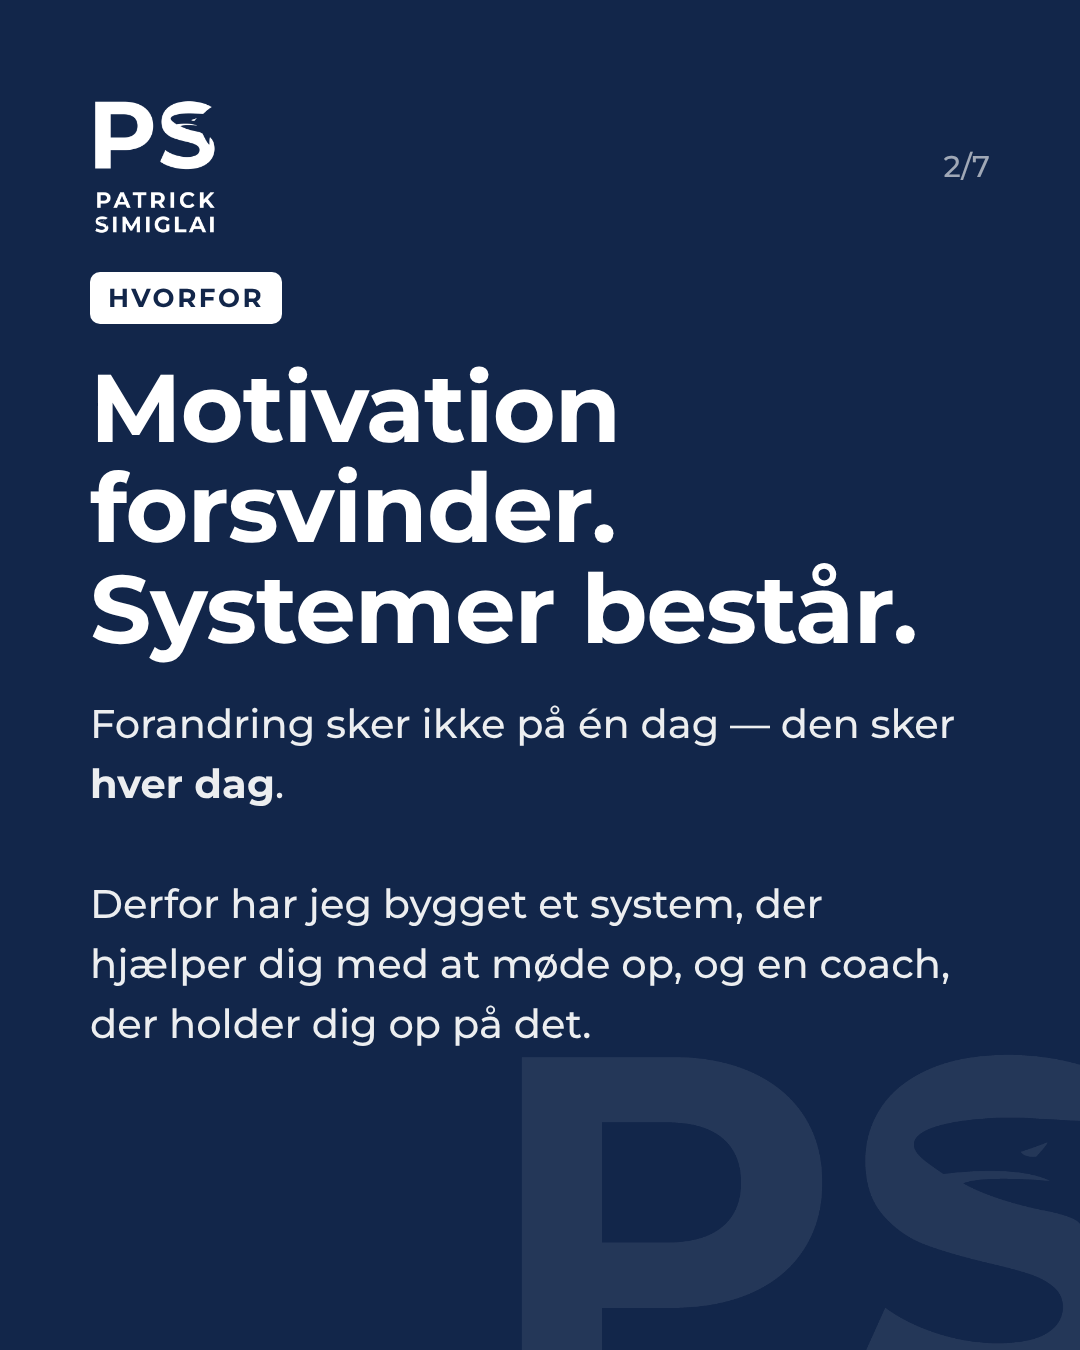 PS
PATRICK
SIMIGLAI
2/7
HVORFOR
Motivation
forsvinder.
Systemer består.
Forandring sker ikke på én dag — den sker
hver dag.
Derfor har jeg bygget et system, der
hjælper dig med at møde op, og en coach,
der holder dig op på det.
PS